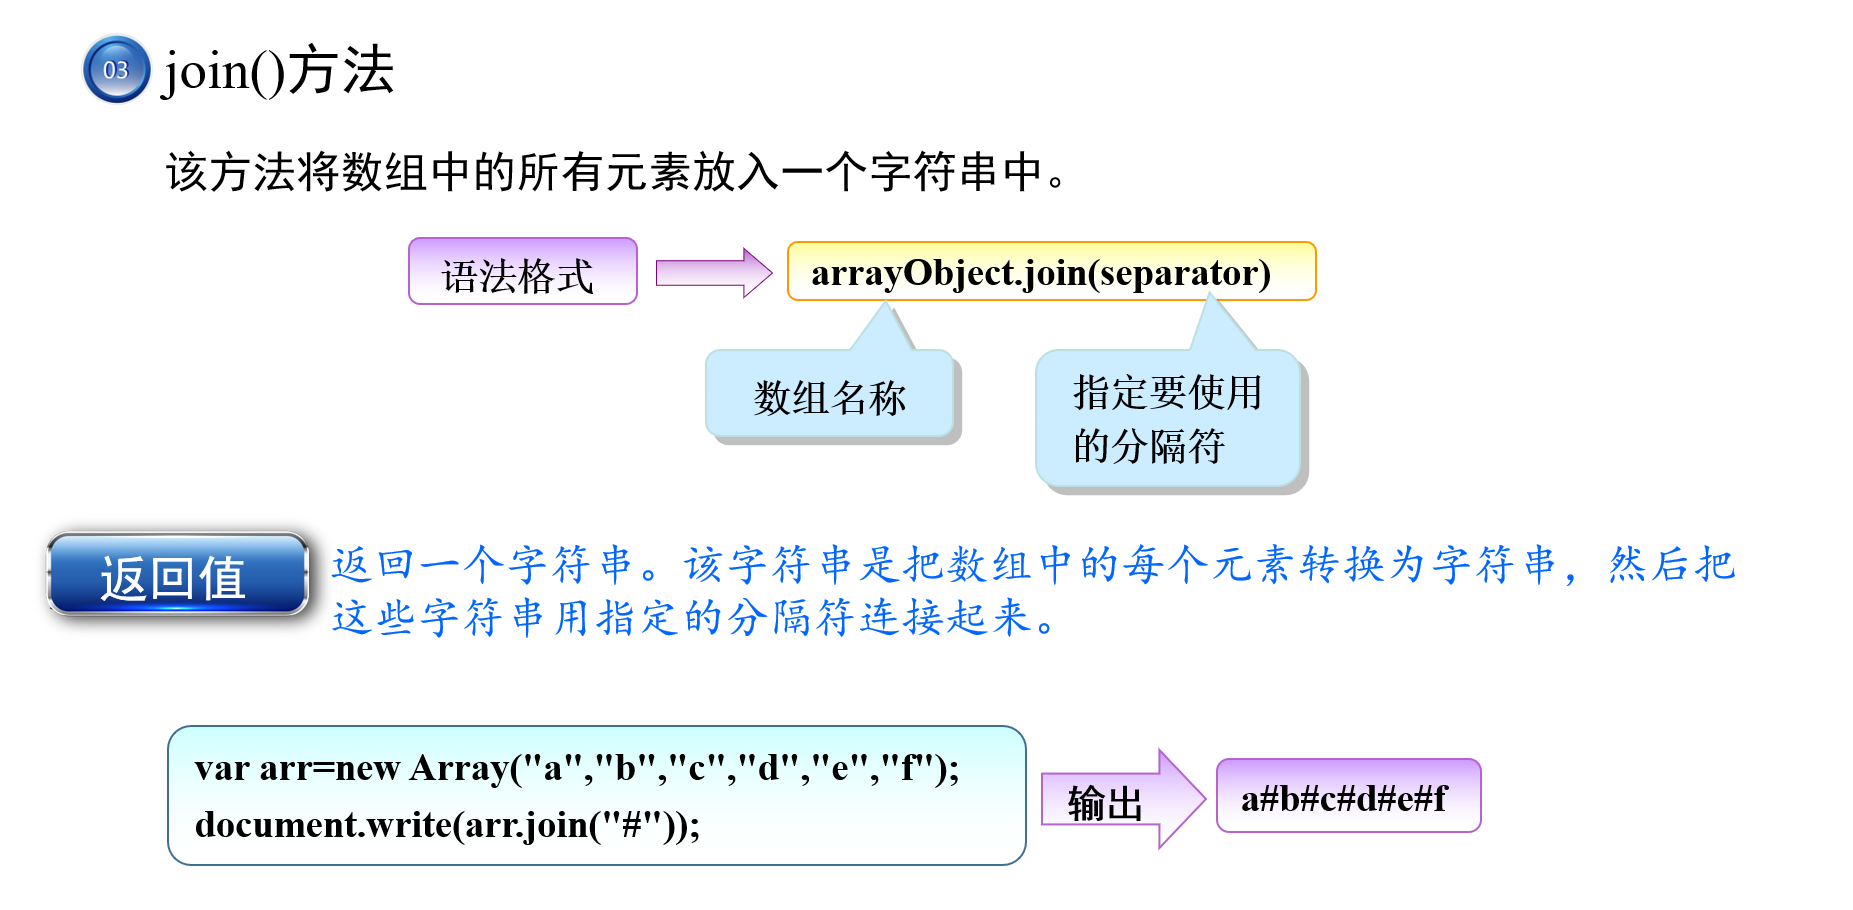 03
join()方法
该方法将数组中的所有元素放入一个字符串中。
语法格式
arrayObject.join(separator)
数组名称
指定要使用
的分隔符
返回值
返回一个字符串。该字符串是把数组中的每个元素转换为字符串，然后把
这些字符串用指定的分隔符连接起来。
var arr=new Array("a","b","c","d","e","f");
document.write(arr.join("#"));
输出
a#b#c#d#e#f